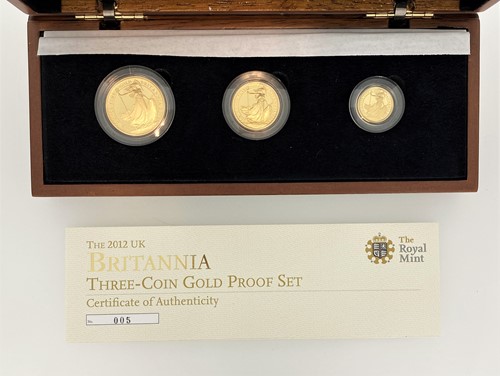 The 2012 UK
Britannia
Three-Coin Gold Proof Set
Certificate of Authenticity
No. 005
The
Royal
Mint